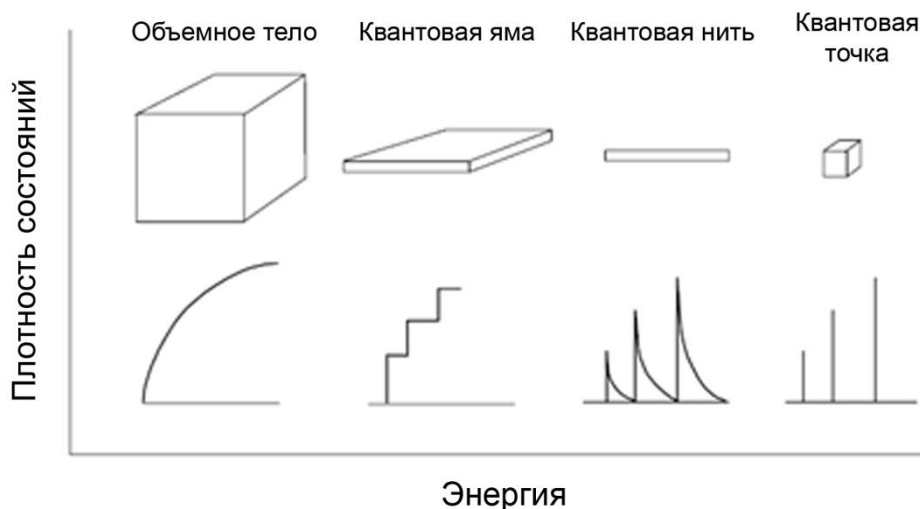 Объемное тело
Квантовая яма
Квантовая нить
Квантовая
точка
Плотность состояний
Энергия